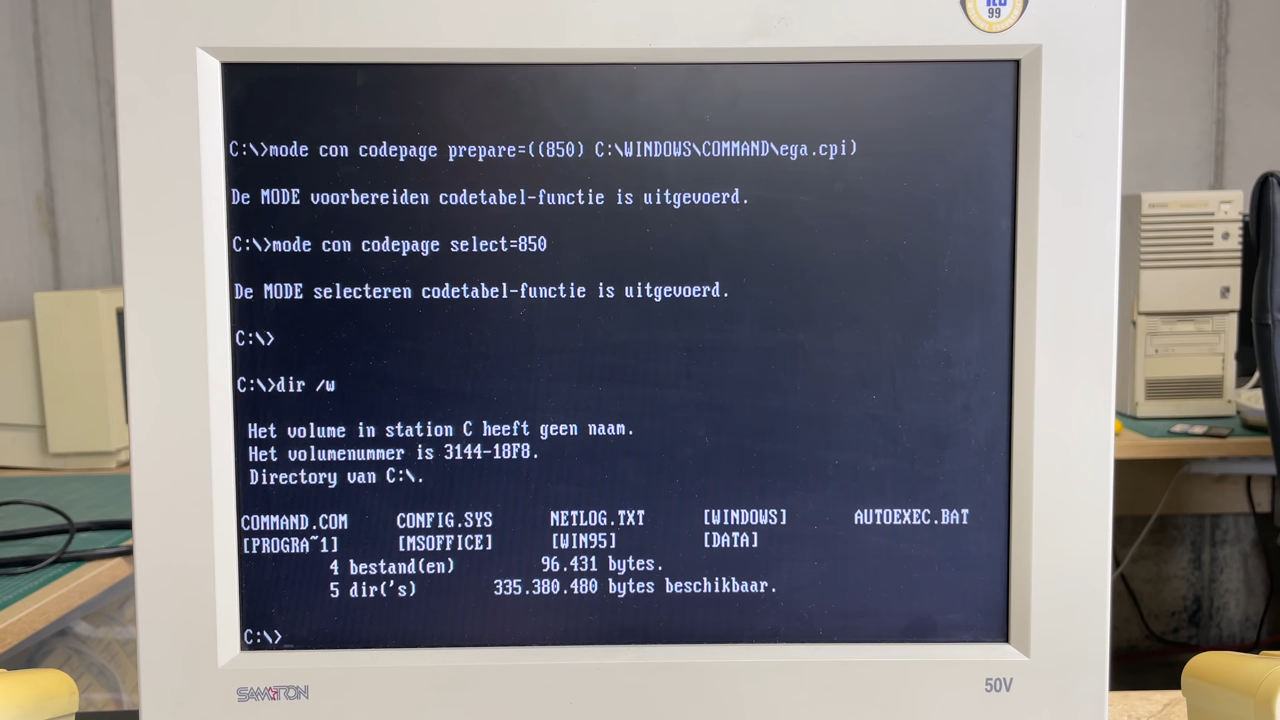 99
C:\>mode con codepage prepare=((850) C:\WINDOWS\COMMAND\ega.cpi)
De MODE voorbereiden codetabel-functie is uitgevoerd.
C:\>mode con codepage select=850
De MODE selecteren codetabel-functie is uitgevoerd.
C:\>
C:\>dir /w
Het volume in station C heeft geen naam.
Het volumenummer is 3144-18F8.
Directory van C:\.
COMMAND.COM CONFIG.SYS NETLOG.TXT [WINDOWS] AUTOEXEC.BAT
[PROGRA~1] [MSOFFICE] [WIN95] [DATA]
4 bestand(en) 96.431 bytes.
5 dir('s) 335.380.480 bytes beschikbaar.
C:\>
SAMTRON
50V